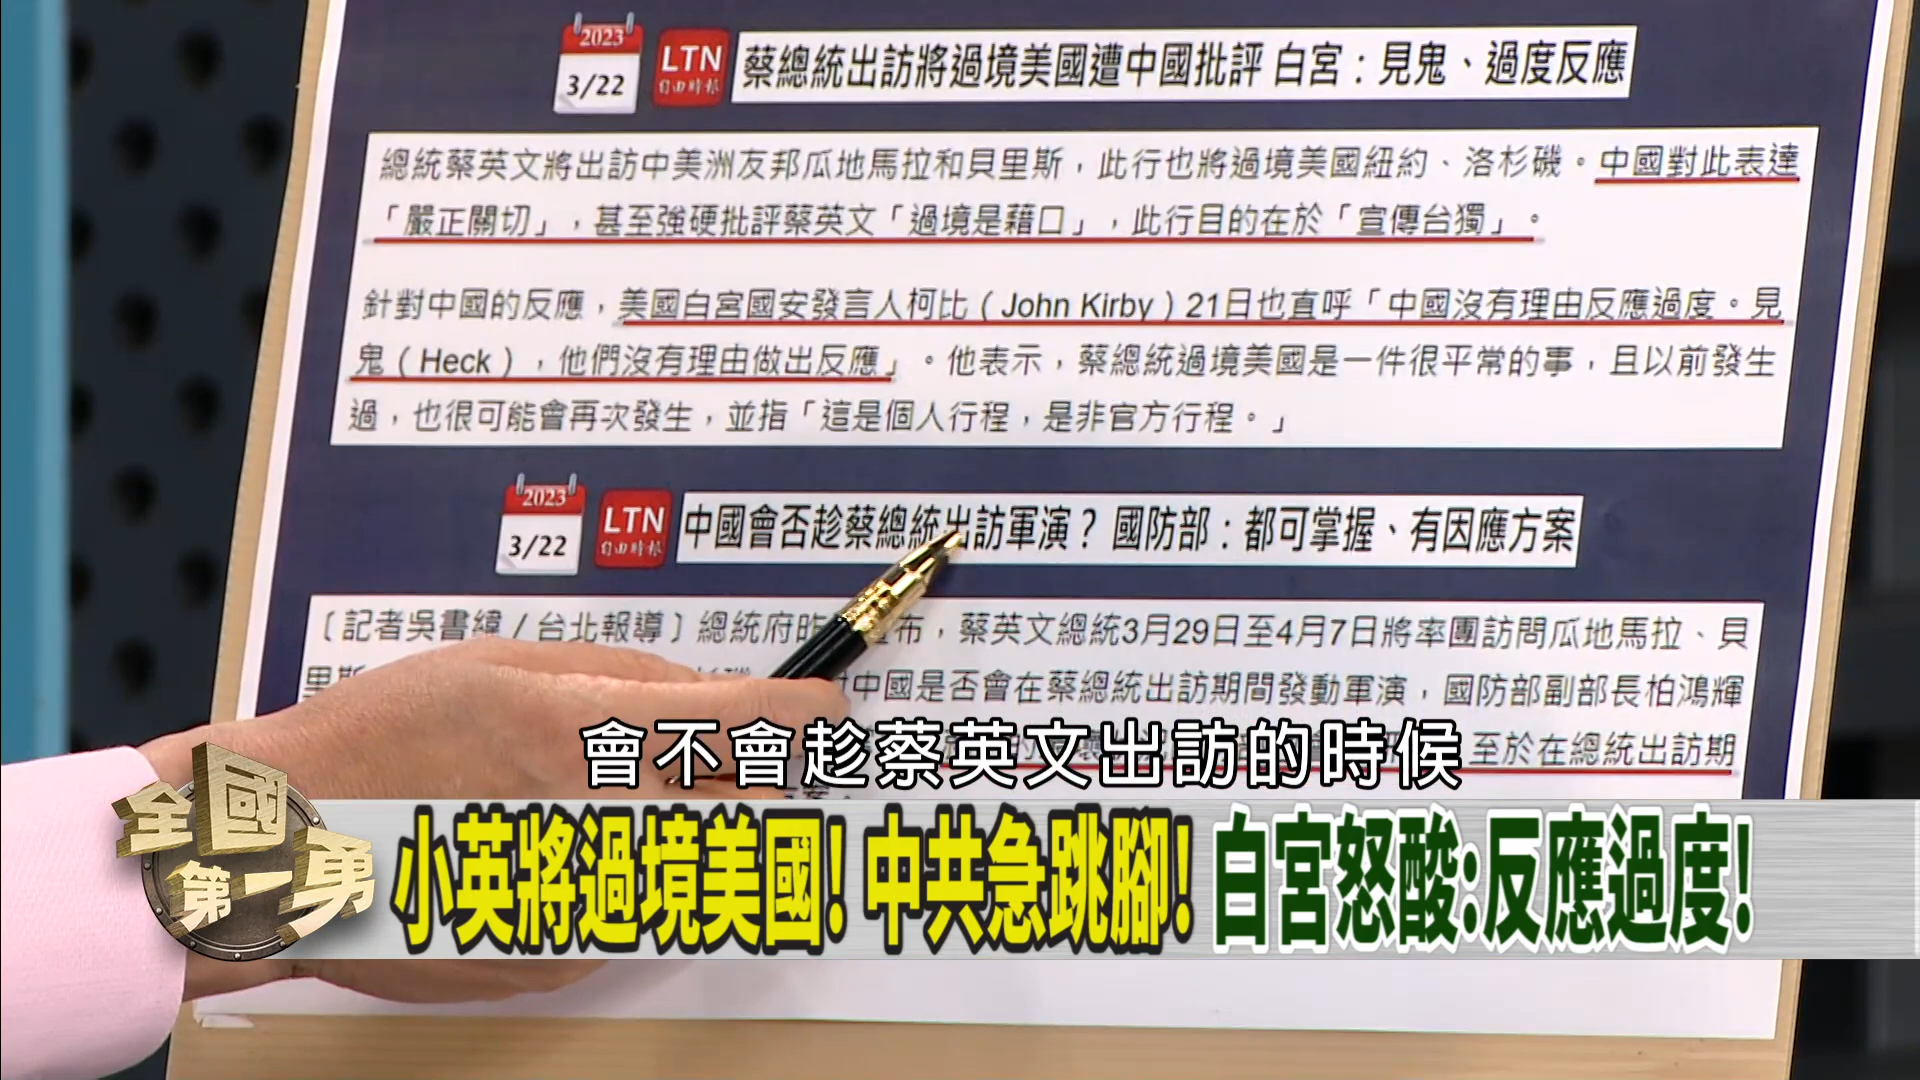 2023
3/22
LTN
自由時報
蔡總統出訪將過境美國遭中國批評 白宮：見鬼、過度反應
總統蔡英文將出訪中美洲友邦瓜地馬拉和貝里斯，此行也將過境美國紐約、洛杉磯。中國對此表達
「嚴正關切」，甚至強硬批評蔡英文「過境是藉口」，此行目的在於「宣傳台獨」。
針對中國的反應，美國白宮國安發言人柯比（John Kirby）21日也直呼「中國沒有理由反應過度。見
鬼（Heck），他們沒有理由做出反應」。他表示，蔡總統過境美國是一件很平常的事，且以前發生
過，也很可能會再次發生，並指「這是個人行程，是非官方行程。」
2023
3/22
LTN
自由時報
中國會否趁蔡總統出訪軍演？國防部：都可掌握、有因應方案
〔記者吳書緯／台北報導〕總統府昨 布，蔡英文總統3月29日至4月7日將率團訪問瓜地馬拉、貝
里斯 中國是否會在蔡總統出訪期間發動軍演，國防部副部長柏鴻輝
至於在總統出訪期
會不會趁蔡英文出訪的時候
全國第一勇
小英將過境美國! 中共急跳腳! 白宮怒酸:反應過度!